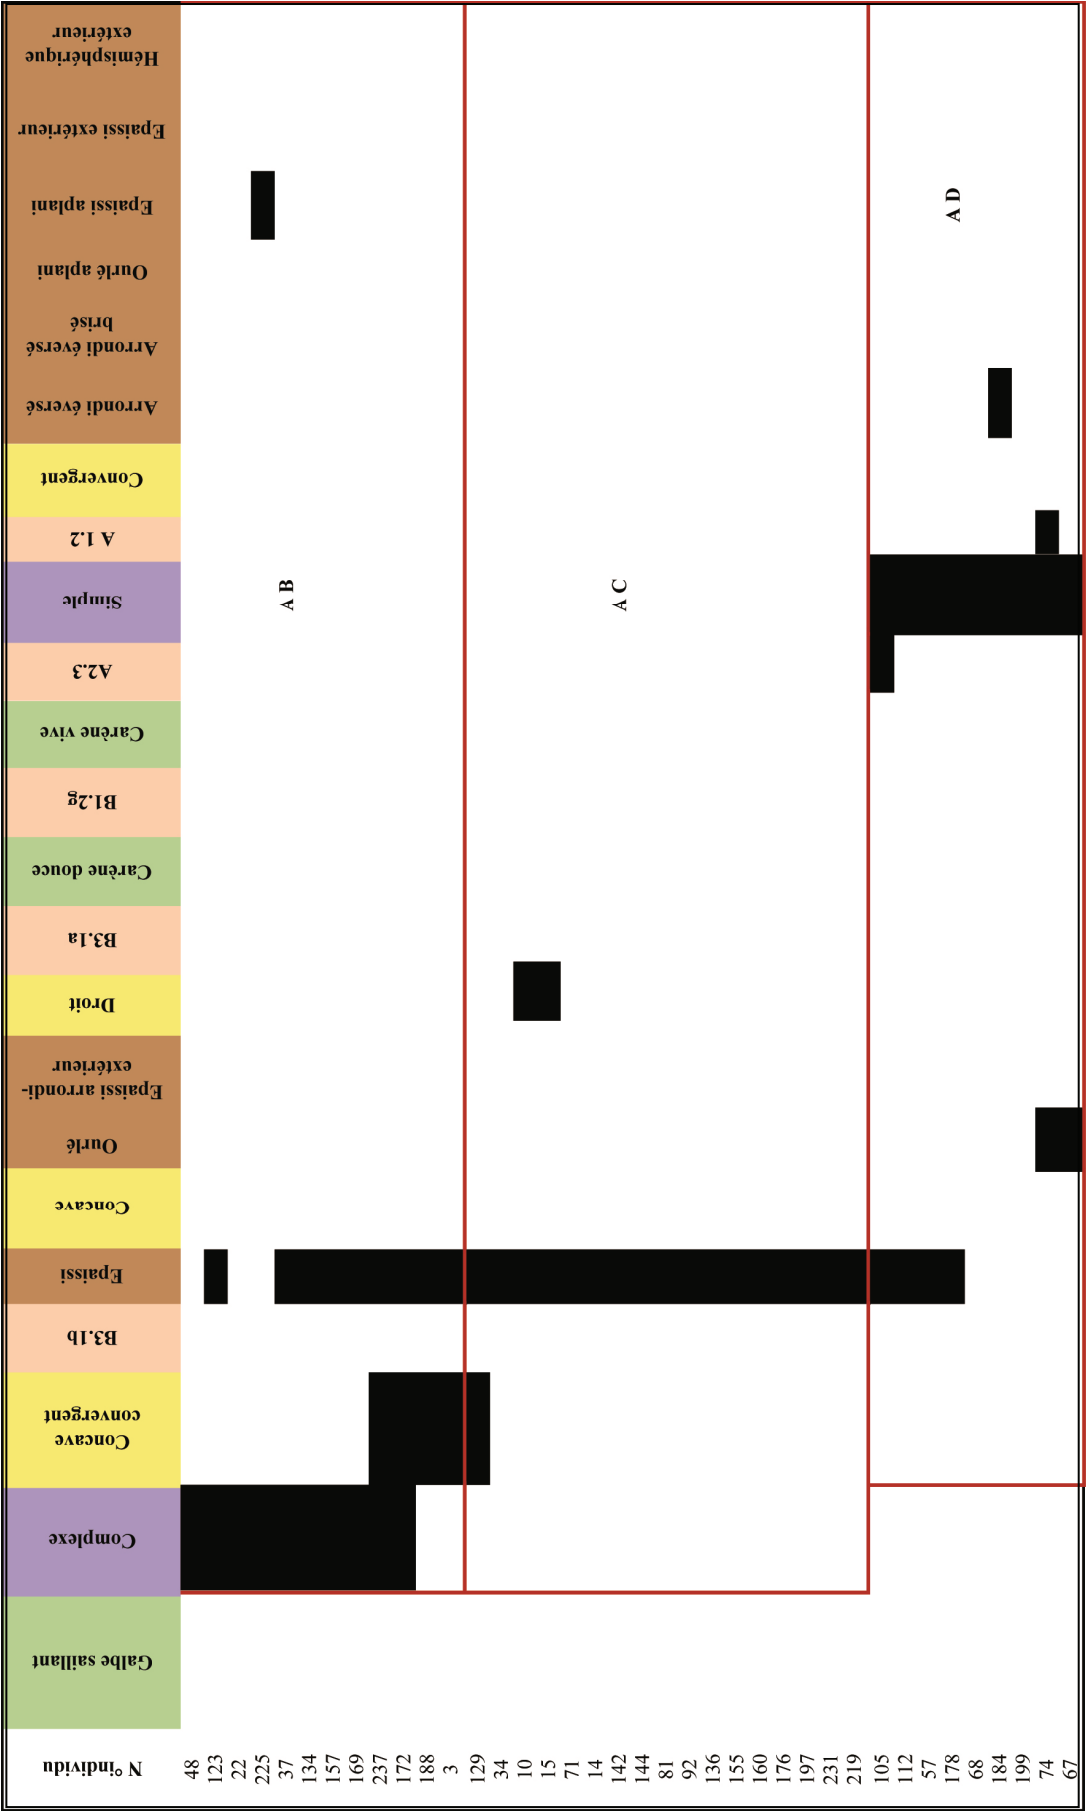 N°individu
Galbe saillant
Complexe
Concave
convergent
B3.1b
Epaissi
Concave
Ourlé
Epaissi arrondi-
extérieur
Droit
B3.1a
Carène douce
B1.2g
Carène vive
A2.3
Simple
A 1.2
Convergent
Arrondi éversé
Arrondi éversé
brisé
Ourlé aplani
Epaissi aplani
Epaissi extérieur
Hémisphérique
extérieur
48
123
22
225
37
134
157
169
237
172
188
3
129
34
10
15
71
14
142
144
81
92
136
155
160
176
197
231
219
105
112
57
178
68
184
199
74
67
A B
A C
A D